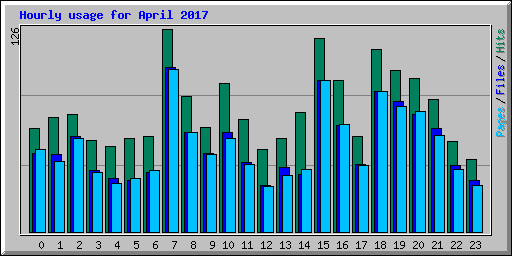 Hourly usage for April 2017
126
Pages / Files / Hits
0 1 2 3 4 5 6 7 8 9 10 11 12 13 14 15 16 17 18 19 20 21 22 23